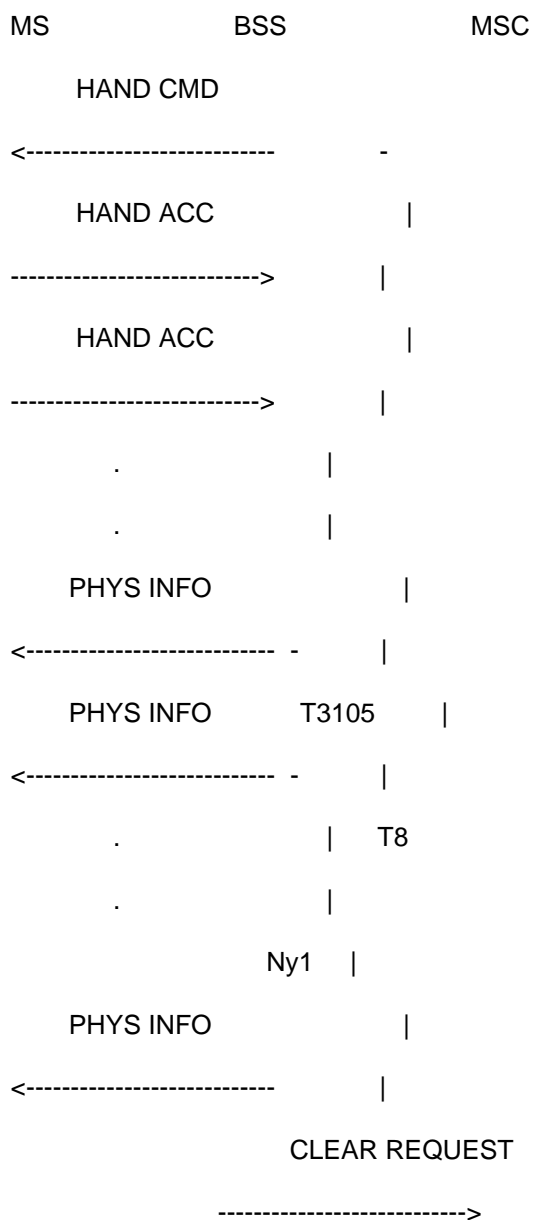 MS BSS MSC
HAND CMD
<---------------------------- -
HAND ACC |
----------------------------> |
HAND ACC |
----------------------------> |
. |
. |
PHYS INFO |
<---------------------------- - |
PHYS INFO T3105 |
<---------------------------- - |
. | T8
. |
Ny1 |
PHYS INFO |
<---------------------------- |
CLEAR REQUEST
---------------------------->